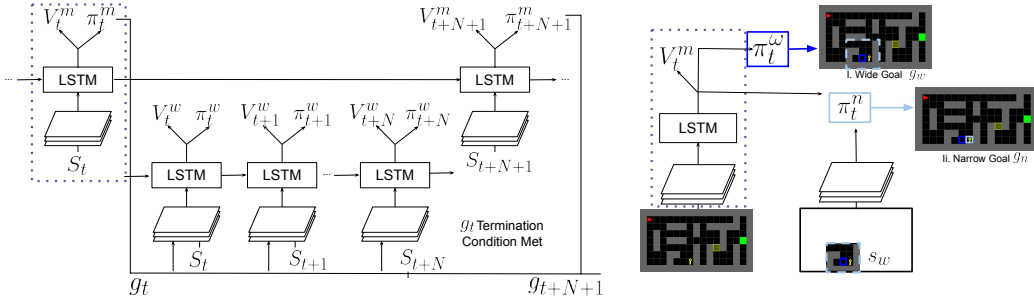 V_t^m π_t^m
V_{t+N+1}^m π_{t+N+1}^m
... LSTM
LSTM ...
S_t
S_{t+N+1}
V_t^w π_t^w V_{t+1}^w π_{t+1}^w V_{t+N}^w π_{t+N}^w
LSTM LSTM ... LSTM
S_t S_{t+1} S_{t+N}
g_t Termination
Condition Met
g_t g_{t+N+1}
V_t^m
π_t^ω
I. Wide Goal g_w
LSTM
π_t^n
Ii. Narrow Goal g_n
s_w